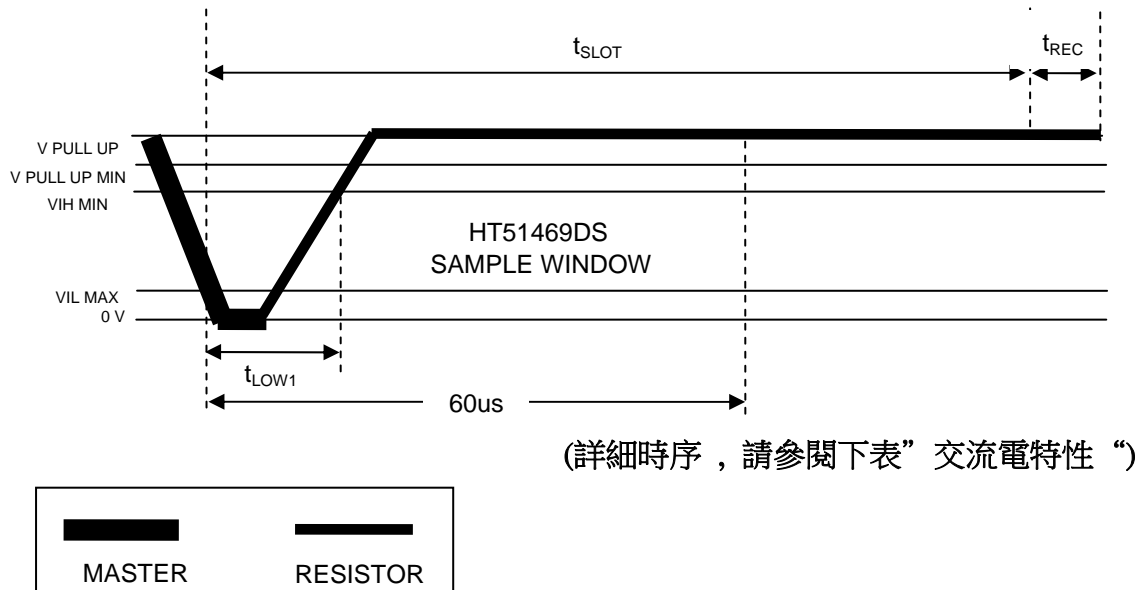 tSLOT
tREC
V PULL UP
V PULL UP MIN
VIH MIN
HT51469DS
SAMPLE WINDOW
VIL MAX
0 V
tLOW1
60us
(詳細時序 , 請參閱下表” 交流電特性 “)
MASTER
RESISTOR